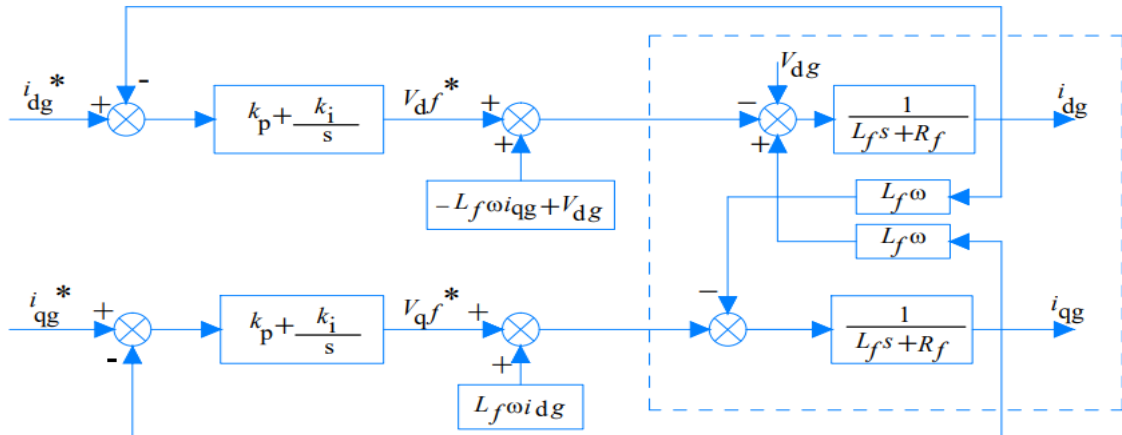 V_dg
i_dg* + - k_p + k_i/s V_df* + + - + 1/(L_f s + R_f) i_dg
-L_f ω i_qg + V_dg
L_f ω
L_f ω
i_qg* + - k_p + k_i/s V_qf* + + - 1/(L_f s + R_f) i_qg
L_f ω i_dg